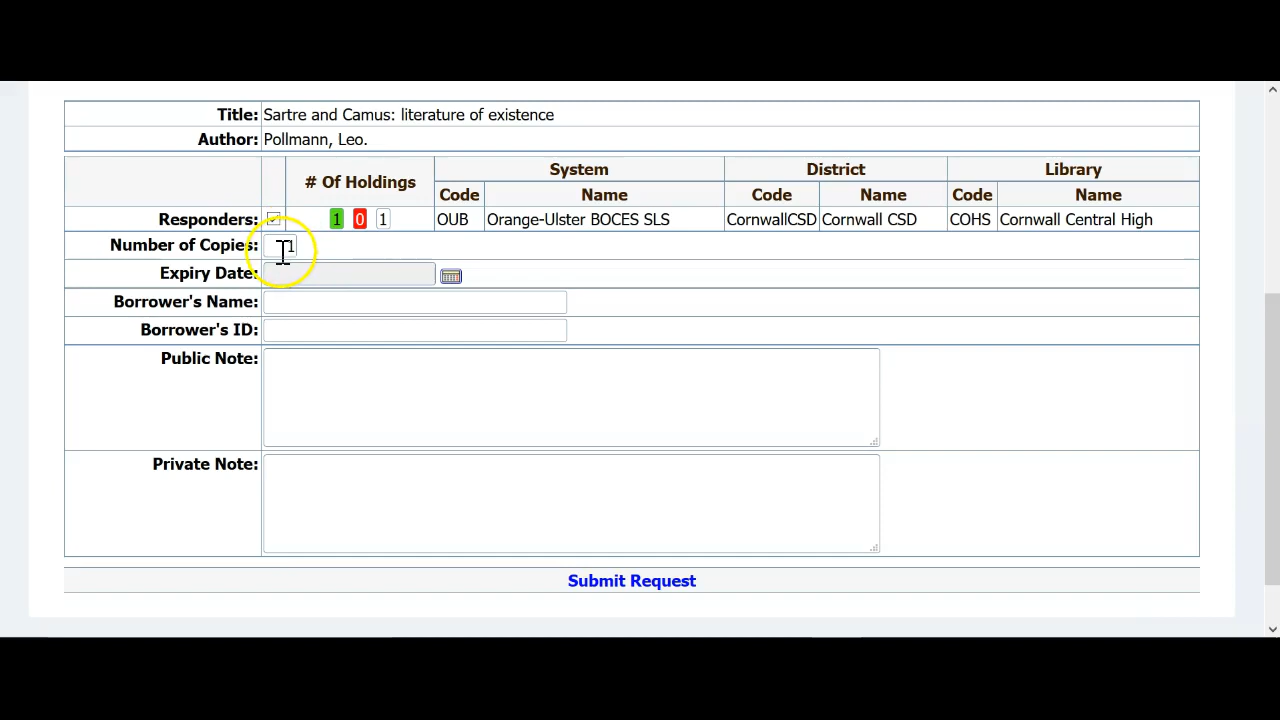 Title: Sartre and Camus: literature of existence
Author: Pollmann, Leo.
# Of Holdings System District Library
Code Name Code Name Code Name
Responders: 1 0 1 OUB Orange-Ulster BOCES SLS CornwallCSD Cornwall CSD COHS Cornwall Central High
Number of Copies: 1
Expiry Date:
Borrower's Name:
Borrower's ID:
Public Note:
Private Note:
Submit Request